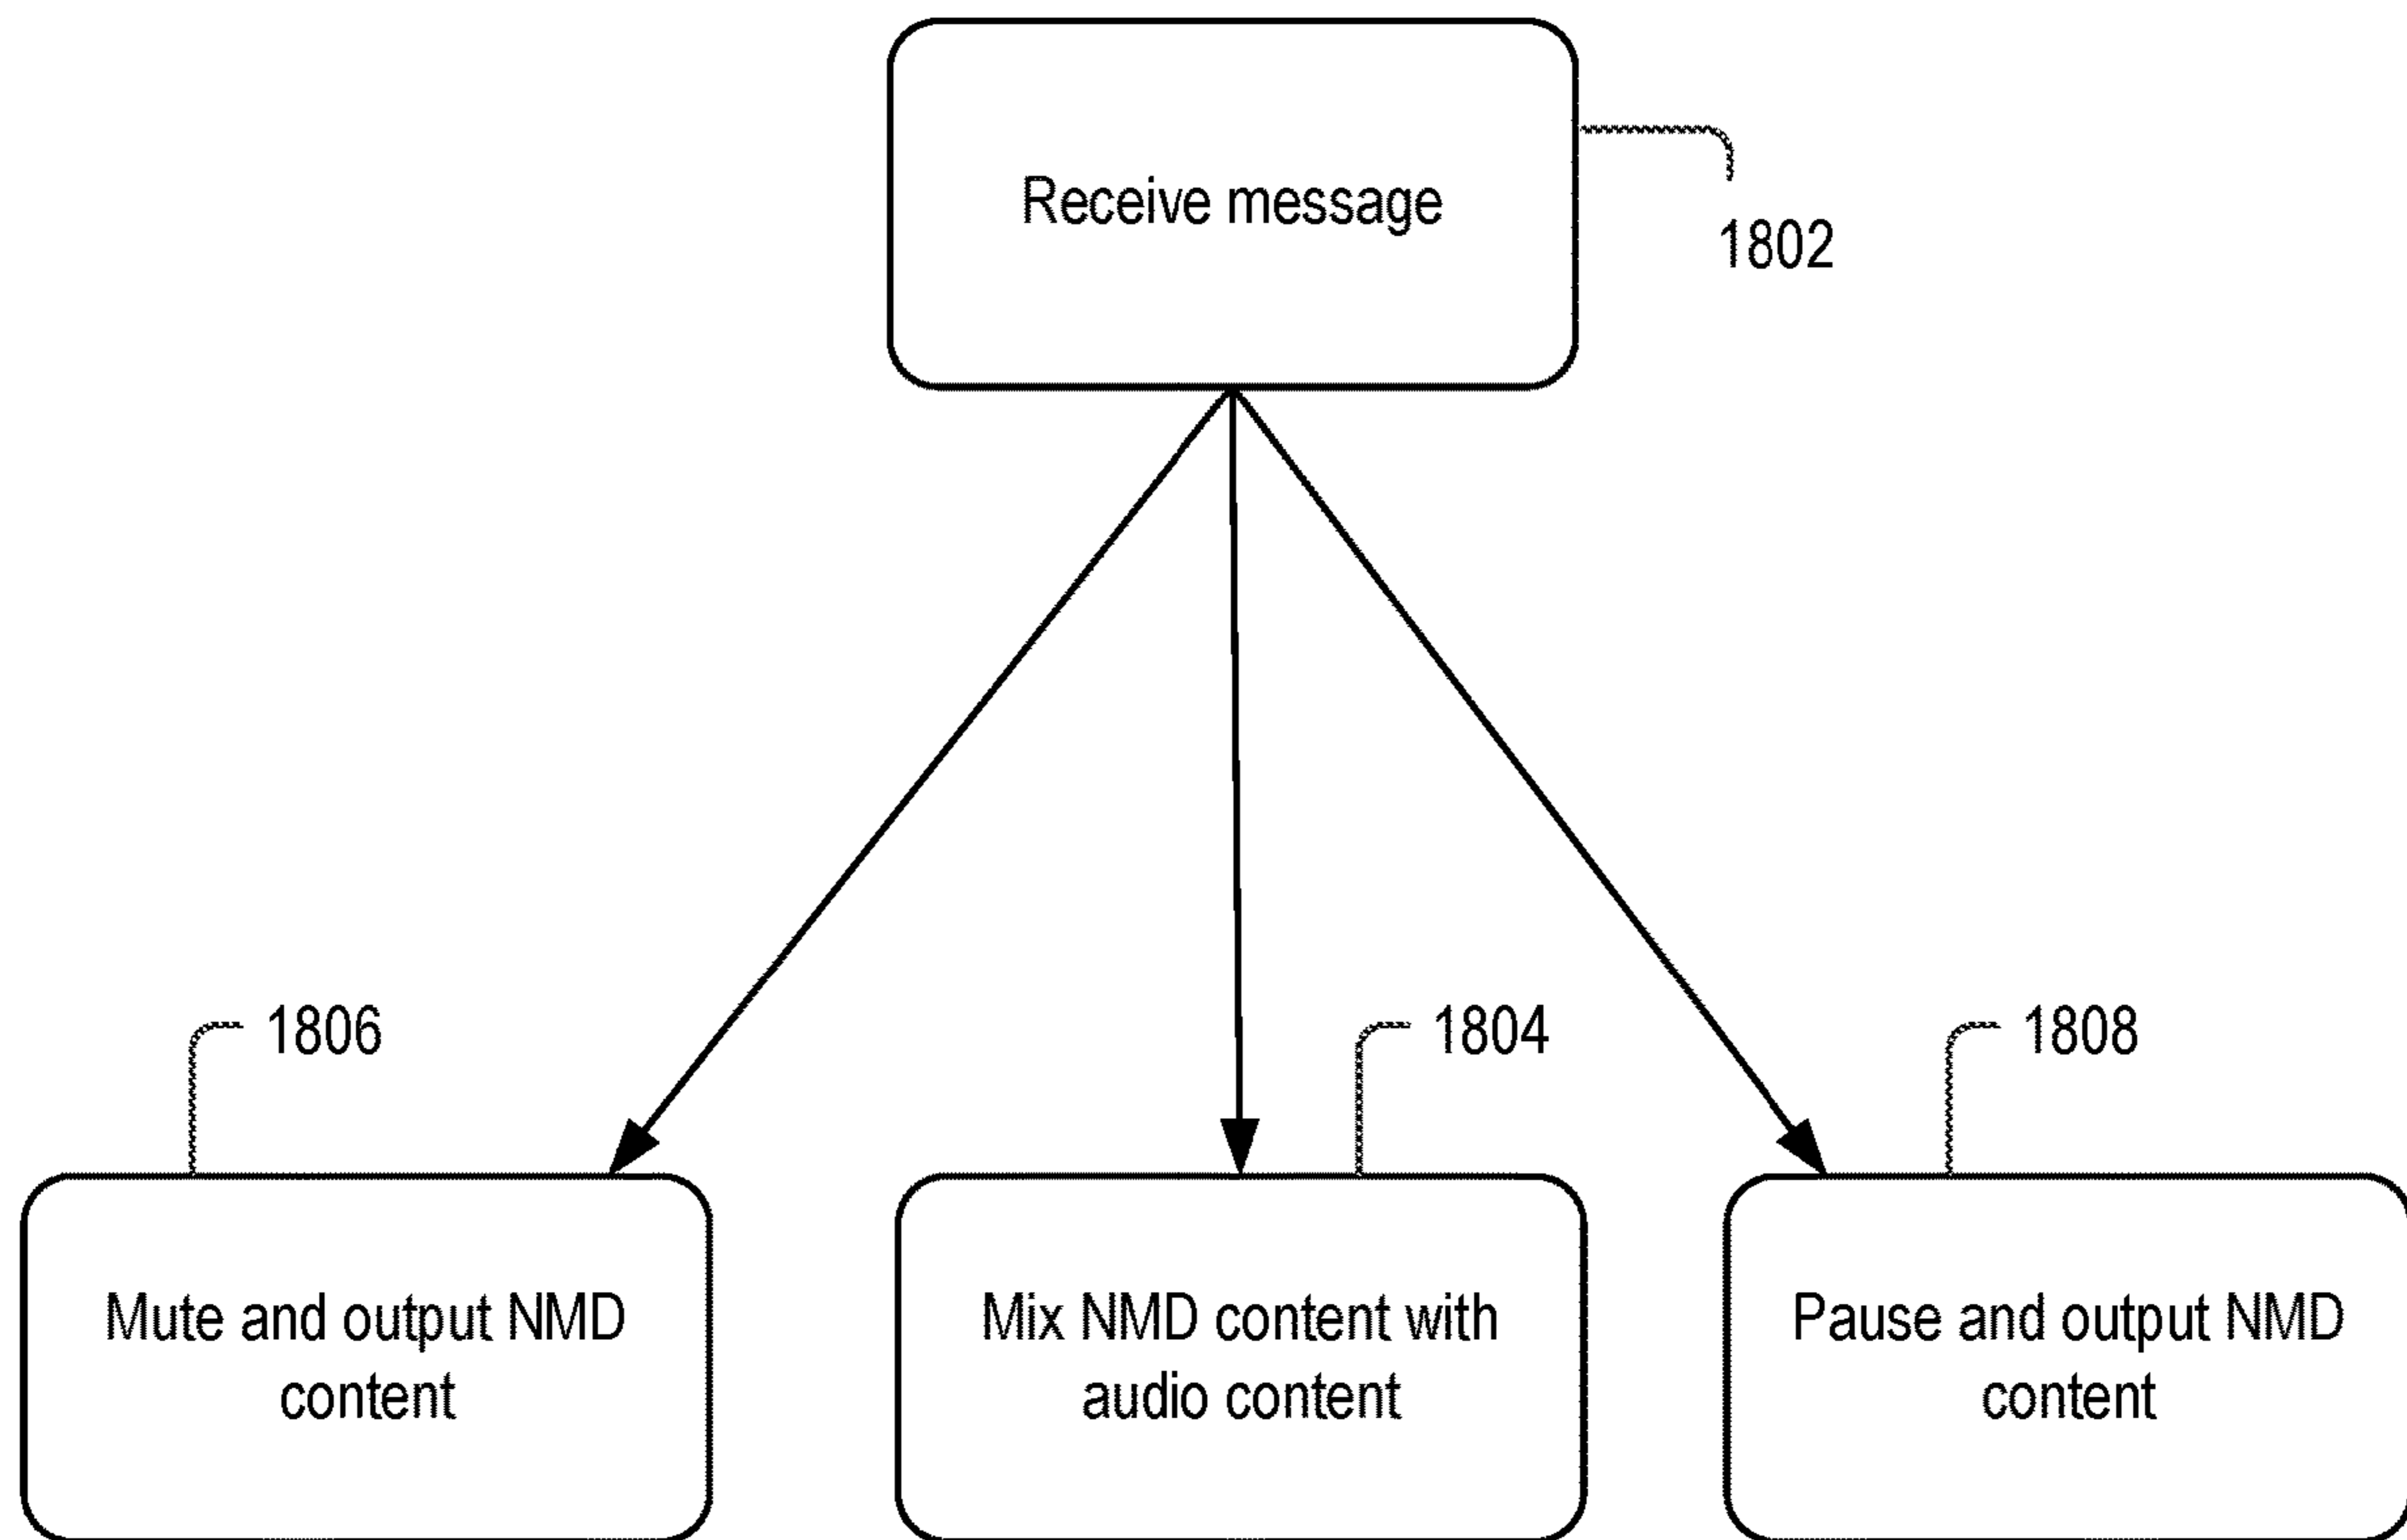 Receive message
1802
1806
1804
1808
Mute and output NMD
content
Mix NMD content with
audio content
Pause and output NMD
content